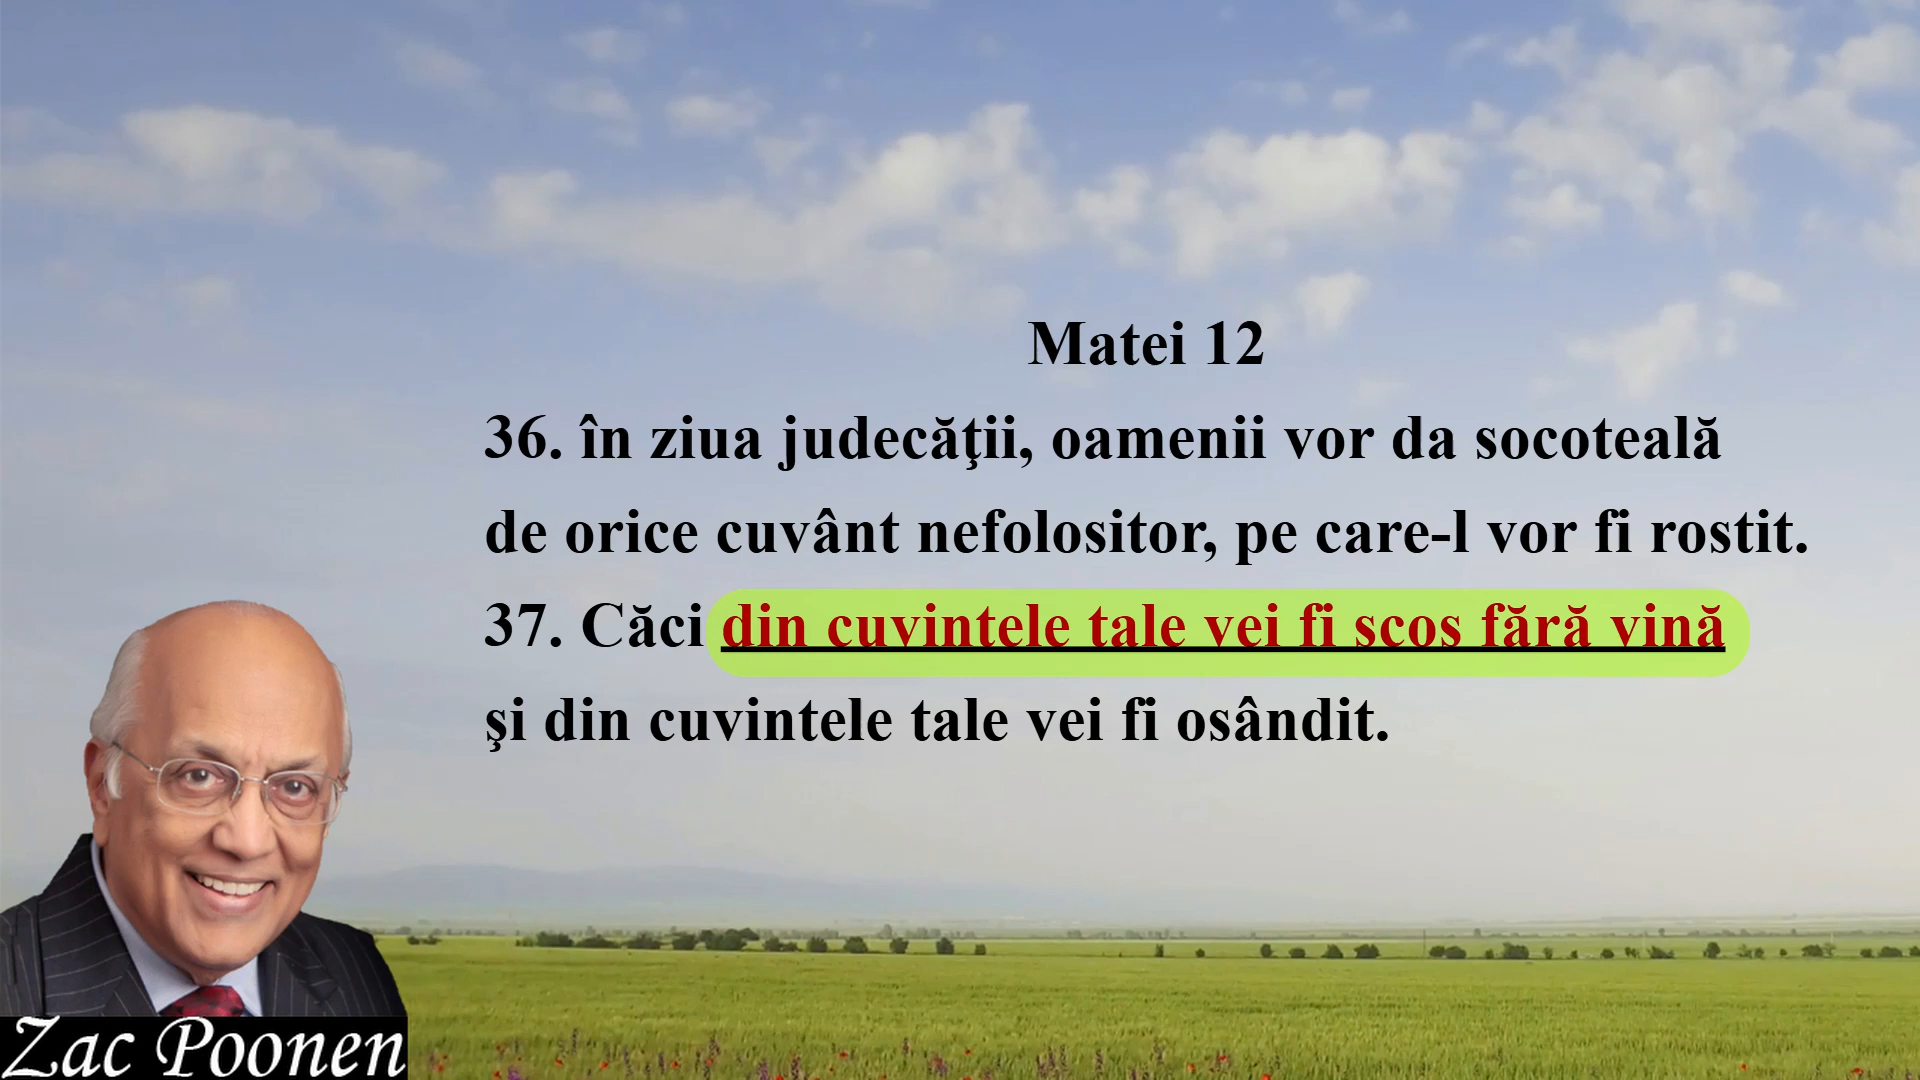 Matei 12
36. în ziua judecăţii, oamenii vor da socoteală
de orice cuvânt nefolositor, pe care-l vor fi rostit.
37. Căci din cuvintele tale vei fi scos fără vină
şi din cuvintele tale vei fi osândit.
Zac Poonen